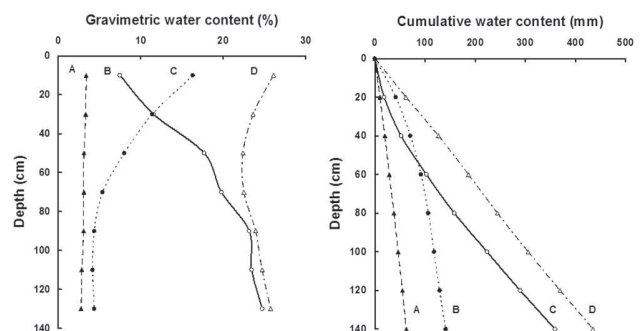 Gravimetric water content (%)
0 10 20 30
0
20
40
60
80
100
120
140
Depth (cm)
A B C D
Cumulative water content (mm)
0 100 200 300 400 500
0
20
40
60
80
100
120
140
Depth (cm)
A B C D